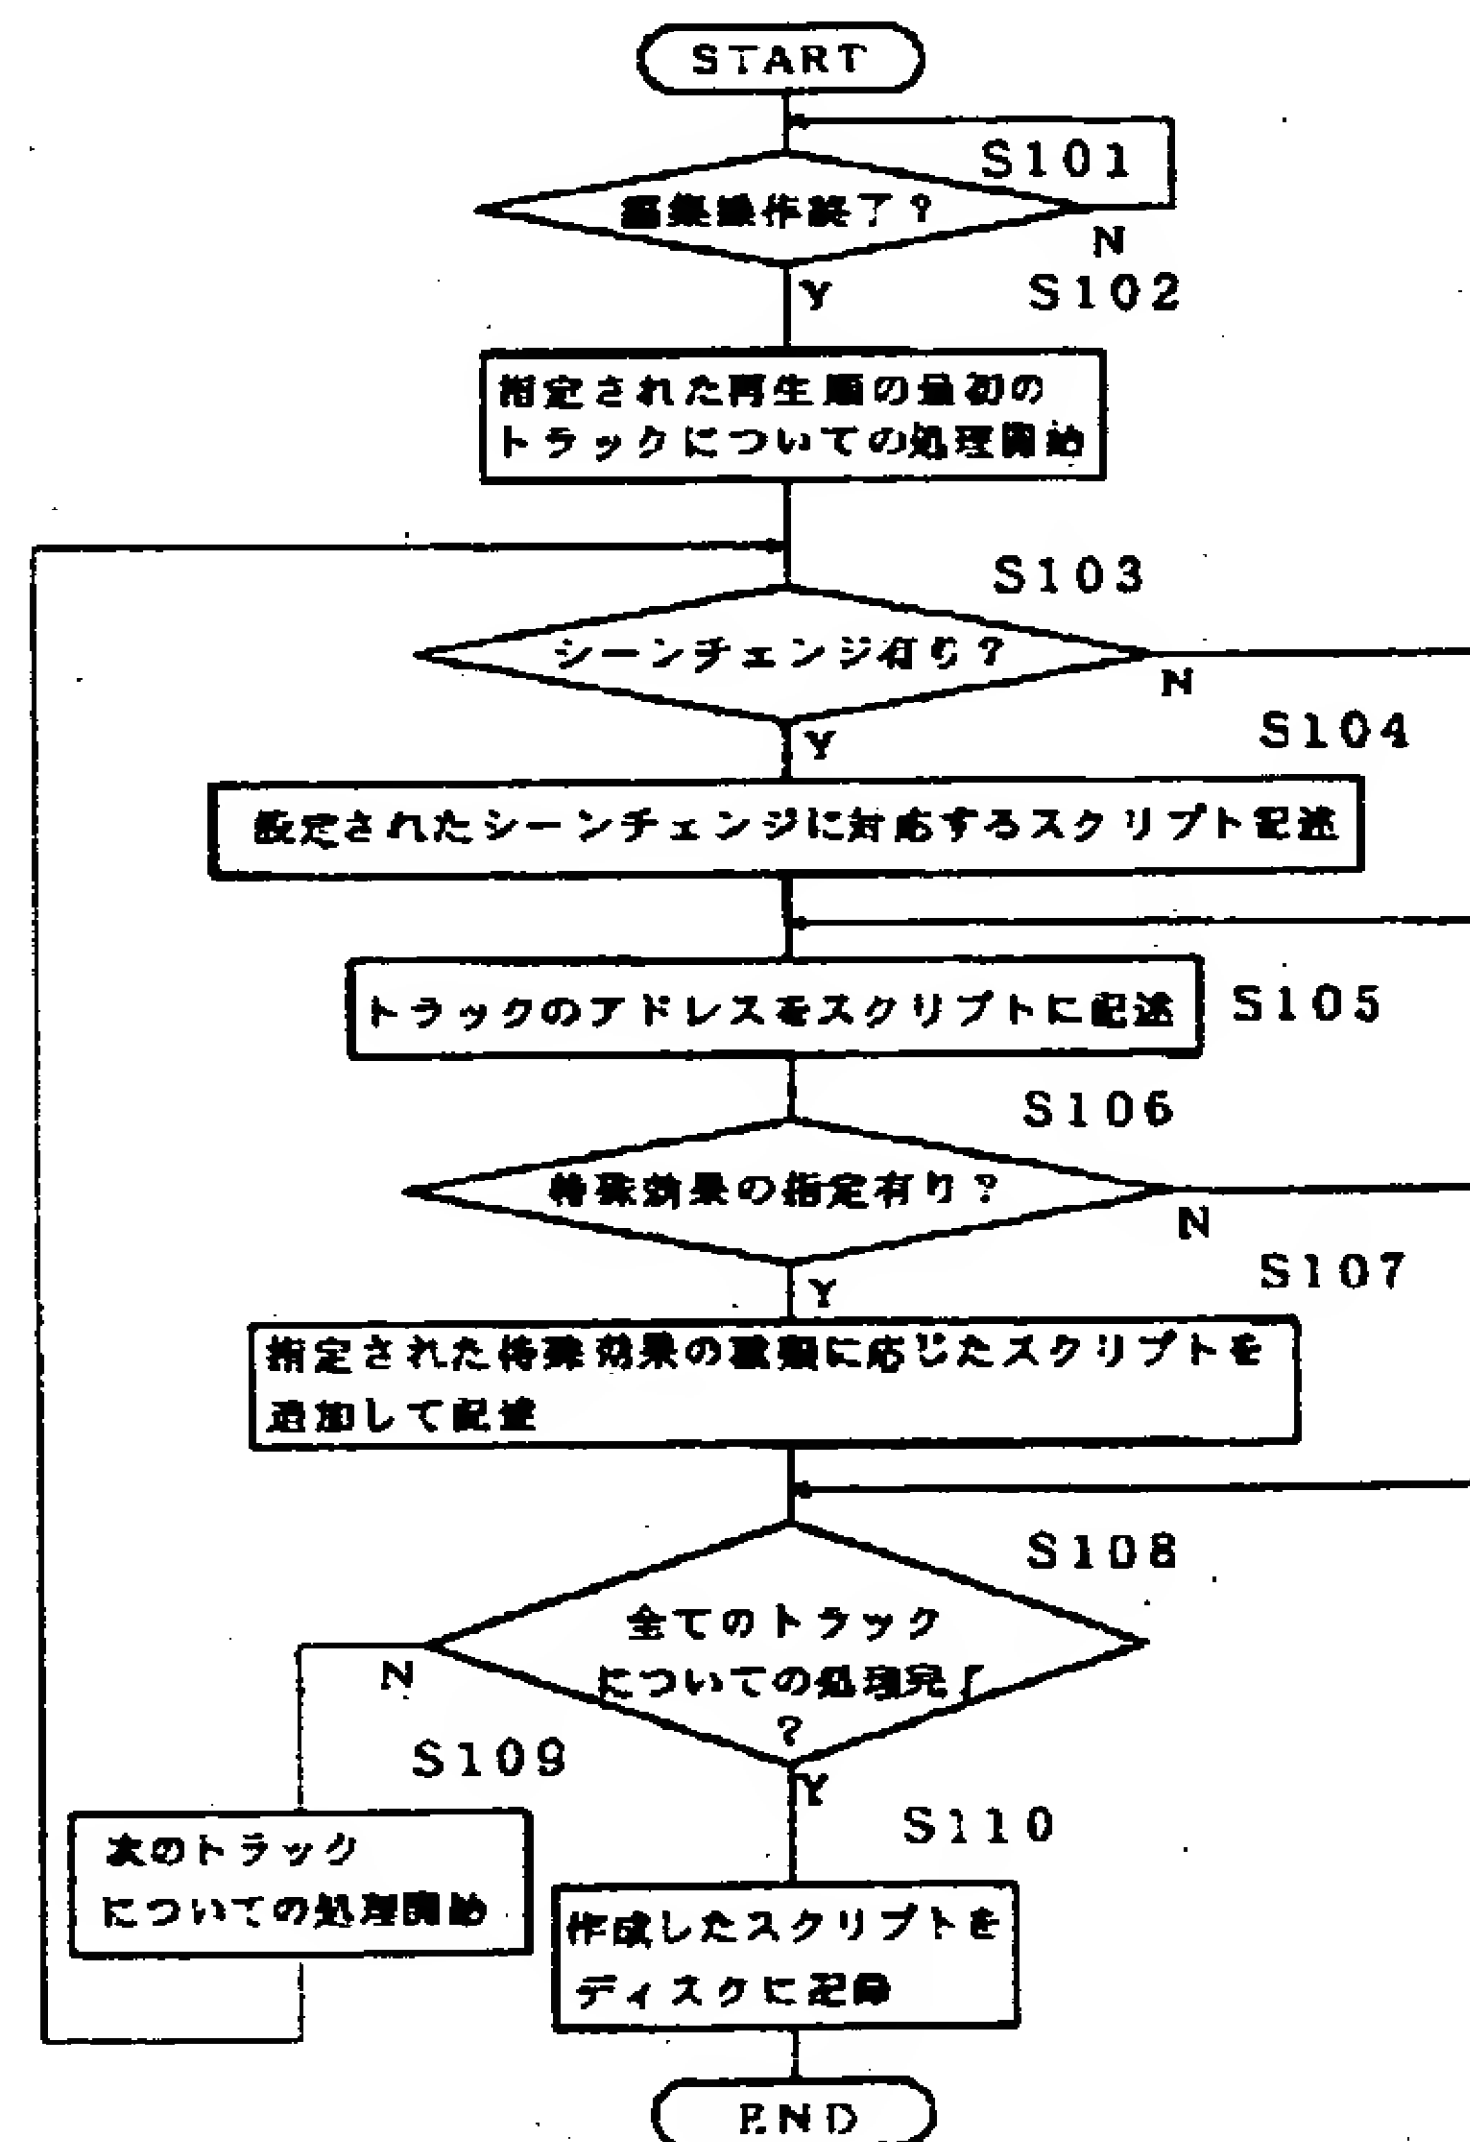 START
S101
編集操作終了?
N
S102
Y
指定された再生順の最初の
トラックについての処理開始
S103
シーンチェンジ有り?
N
S104
Y
設定されたシーンチェンジに対応するスクリプト記述
トラックのアドレスをスクリプトに記述
S105
S106
特殊効果の指定有り?
N
S107
Y
指定された特殊効果の種類に応じたスクリプトを
追加して記述
S108
全てのトラック
についての処理完了
?
N
S109
Y
S110
次のトラック
についての処理開始
作成したスクリプトを
ディスクに記録
END